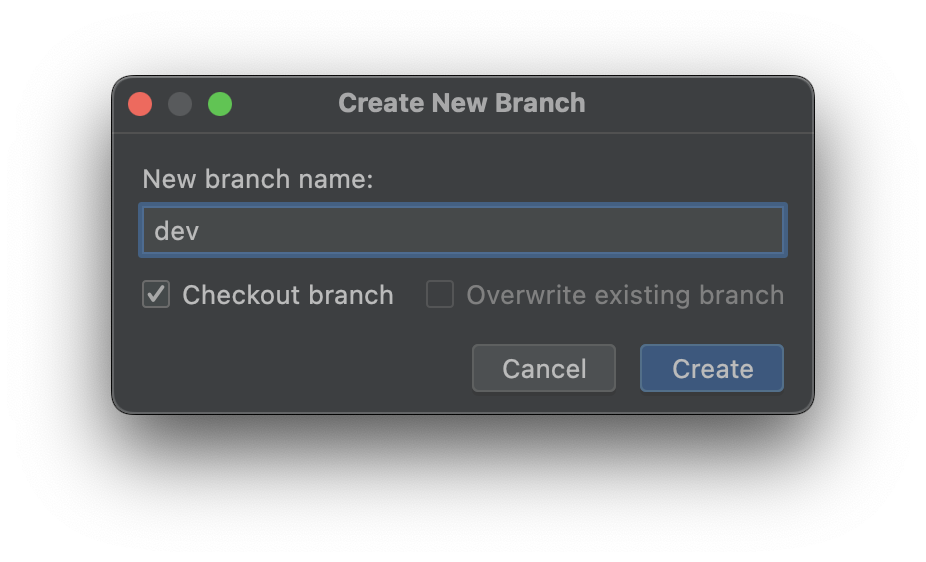 Create New Branch
New branch name:
dev
Checkout branch Overwrite existing branch
Cancel Create